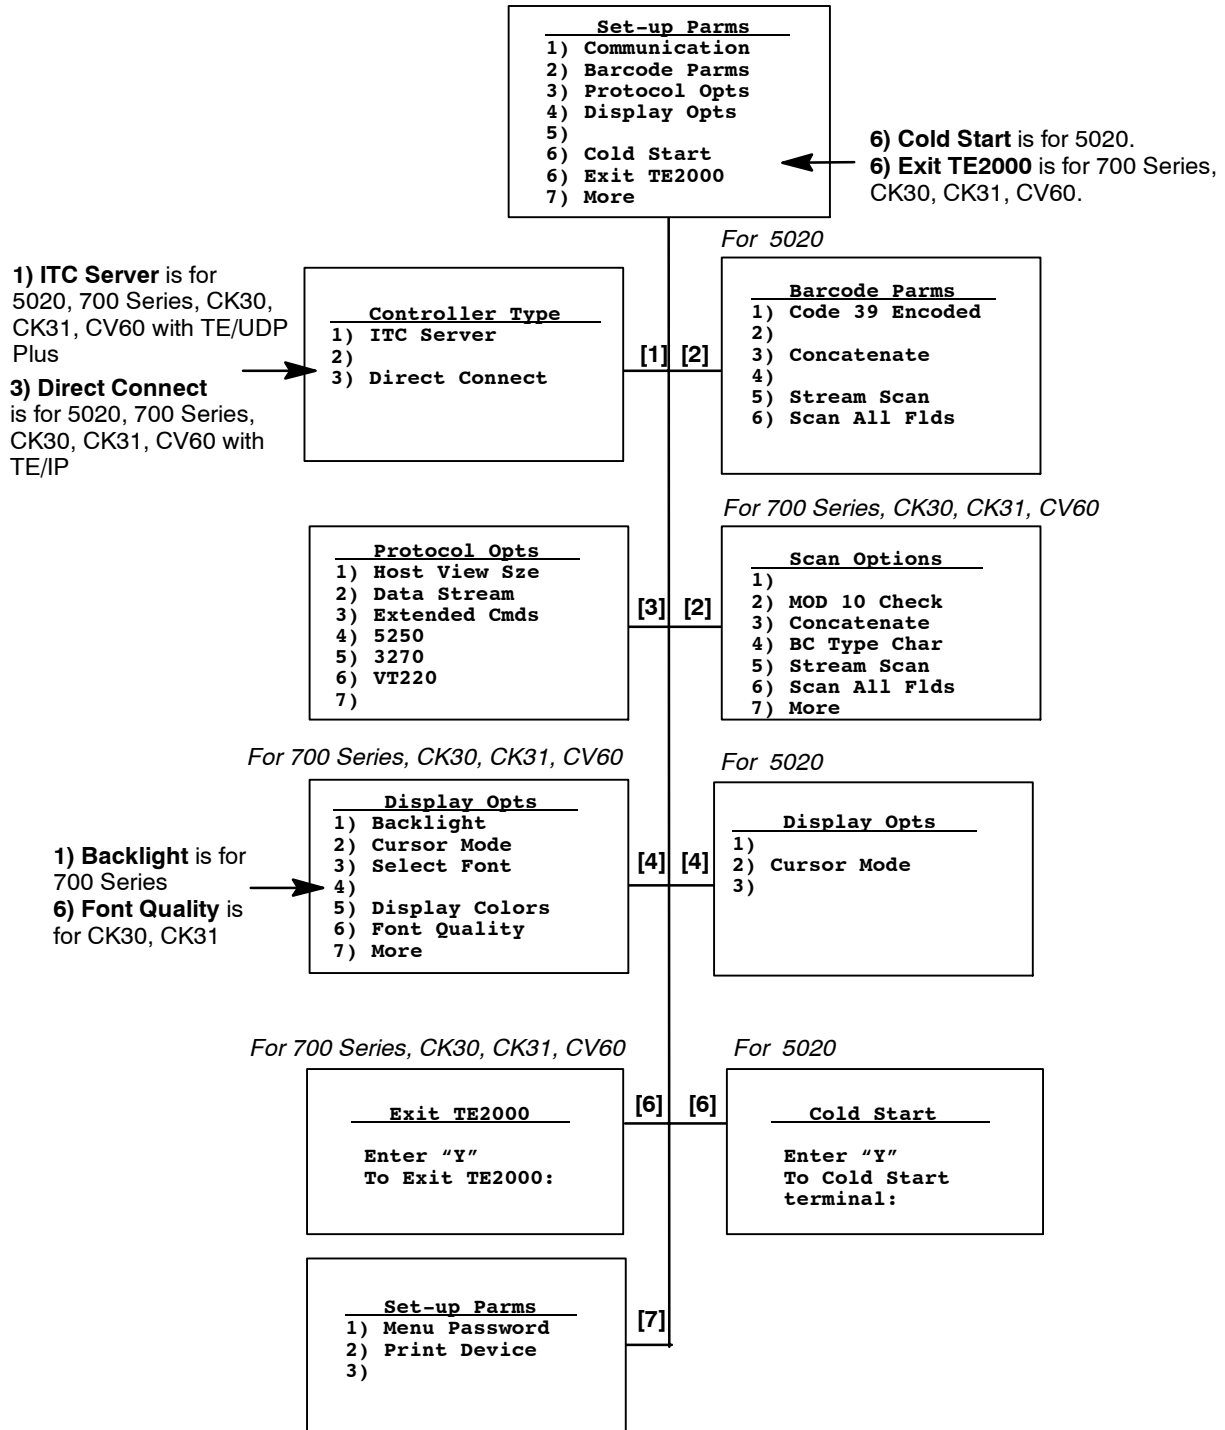 Set-up Parms
1) Communication
2) Barcode Parms
3) Protocol Opts
4) Display Opts
5)
6) Cold Start
6) Exit TE2000
7) More
6) Cold Start is for 5020.
6) Exit TE2000 is for 700 Series,
CK30, CK31, CV60.
1) ITC Server is for
5020, 700 Series, CK30,
CK31, CV60 with TE/UDP
Plus
3) Direct Connect
is for 5020, 700 Series,
CK30, CK31, CV60 with
TE/IP
Controller Type
1) ITC Server
2)
3) Direct Connect
[1] [2]
For 5020
Barcode Parms
1) Code 39 Encoded
2)
3) Concatenate
4)
5) Stream Scan
6) Scan All Flds
Protocol Opts
1) Host View Sze
2) Data Stream
3) Extended Cmds
4) 5250
5) 3270
6) VT220
7)
[3] [2]
For 700 Series, CK30, CK31, CV60
Scan Options
1)
2) MOD 10 Check
3) Concatenate
4) BC Type Char
5) Stream Scan
6) Scan All Flds
7) More
1) Backlight is for
700 Series
6) Font Quality is
for CK30, CK31
For 700 Series, CK30, CK31, CV60
Display Opts
1) Backlight
2) Cursor Mode
3) Select Font
4)
5) Display Colors
6) Font Quality
7) More
[4] [4]
For 5020
Display Opts
1)
2) Cursor Mode
3)
For 700 Series, CK30, CK31, CV60
Exit TE2000
Enter “Y”
To Exit TE2000:
[6] [6]
For 5020
Cold Start
Enter “Y”
To Cold Start
terminal:
Set-up Parms
1) Menu Password
2) Print Device
3)
[7]